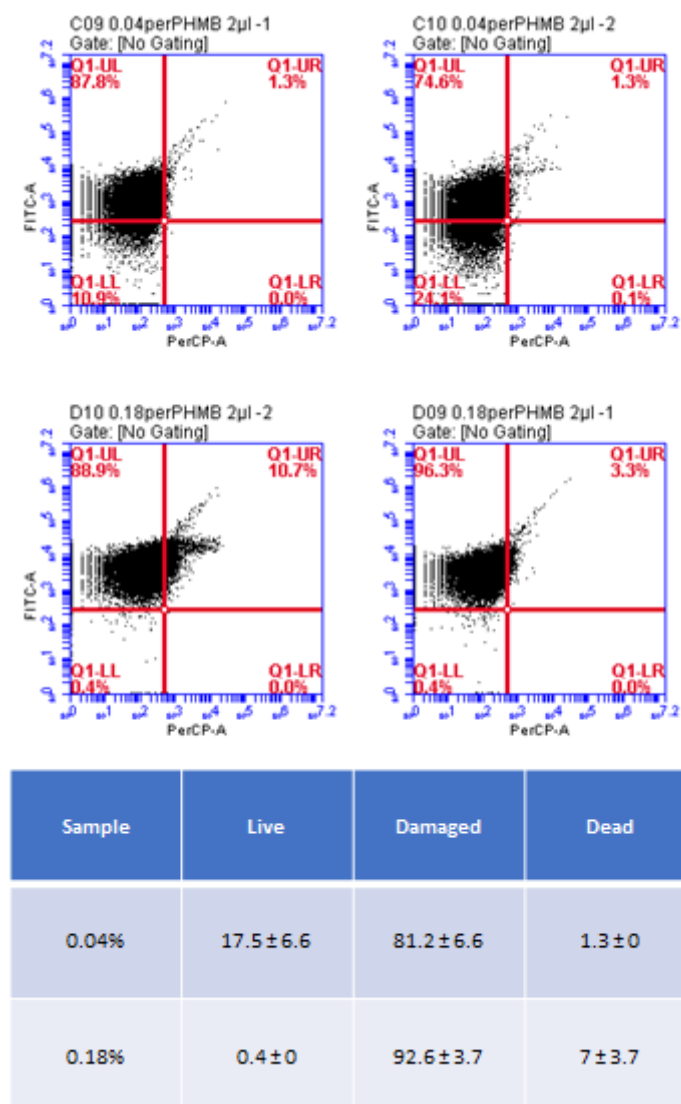 C09 0.04perPHMB 2µl -1
Gate: [No Gating]
Q1-UL
87.8%
Q1-UR
1.3%
Q1-LL
10.9%
Q1-LR
0.0%
FITC-A
PerCP-A
C10 0.04perPHMB 2µl -2
Gate: [No Gating]
Q1-UL
74.6%
Q1-UR
1.3%
Q1-LL
24.1%
Q1-LR
0.1%
FITC-A
PerCP-A
D10 0.18perPHMB 2µl -2
Gate: [No Gating]
Q1-UL
88.9%
Q1-UR
10.7%
Q1-LL
0.4%
Q1-LR
0.0%
FITC-A
PerCP-A
D09 0.18perPHMB 2µl -1
Gate: [No Gating]
Q1-UL
96.3%
Q1-UR
3.3%
Q1-LL
0.4%
Q1-LR
0.0%
FITC-A
PerCP-A
Sample Live Damaged Dead
0.04% 17.5±6.6 81.2±6.6 1.3±0
0.18% 0.4±0 92.6±3.7 7±3.7